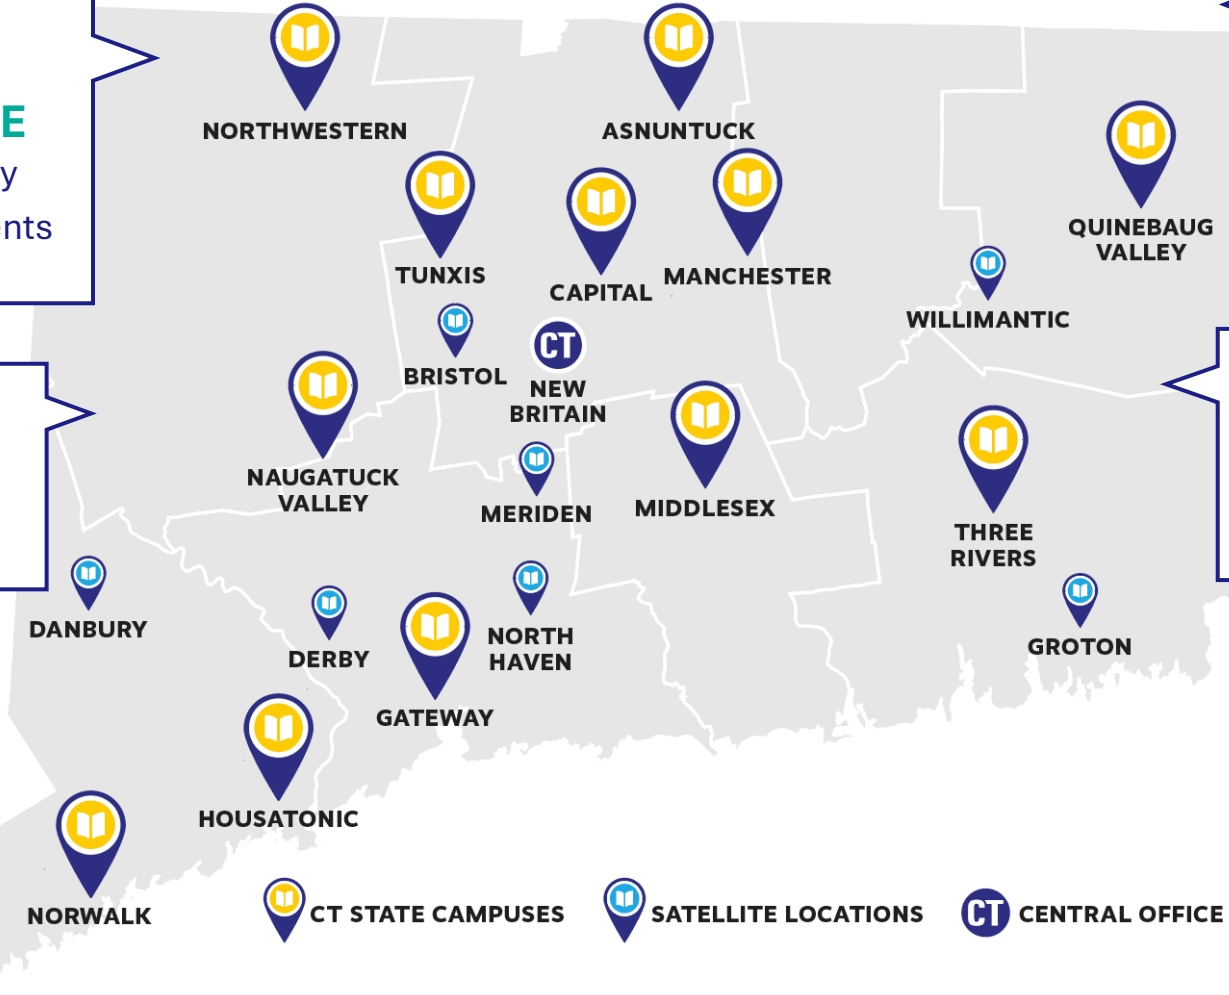 E
y
nts
NORTHWESTERN
ASNUNTUCK
QUINEBAUG
VALLEY
TUNXIS
CAPITAL
MANCHESTER
WILLIMANTIC
BRISTOL
CT
NEW
BRITAIN
NAUGATUCK
VALLEY
MERIDEN
MIDDLESEX
THREE
RIVERS
DANBURY
DERBY
NORTH
HAVEN
GROTON
GATEWAY
HOUSATONIC
NORWALK
CT STATE CAMPUSES
SATELLITE LOCATIONS
CT CENTRAL OFFICE